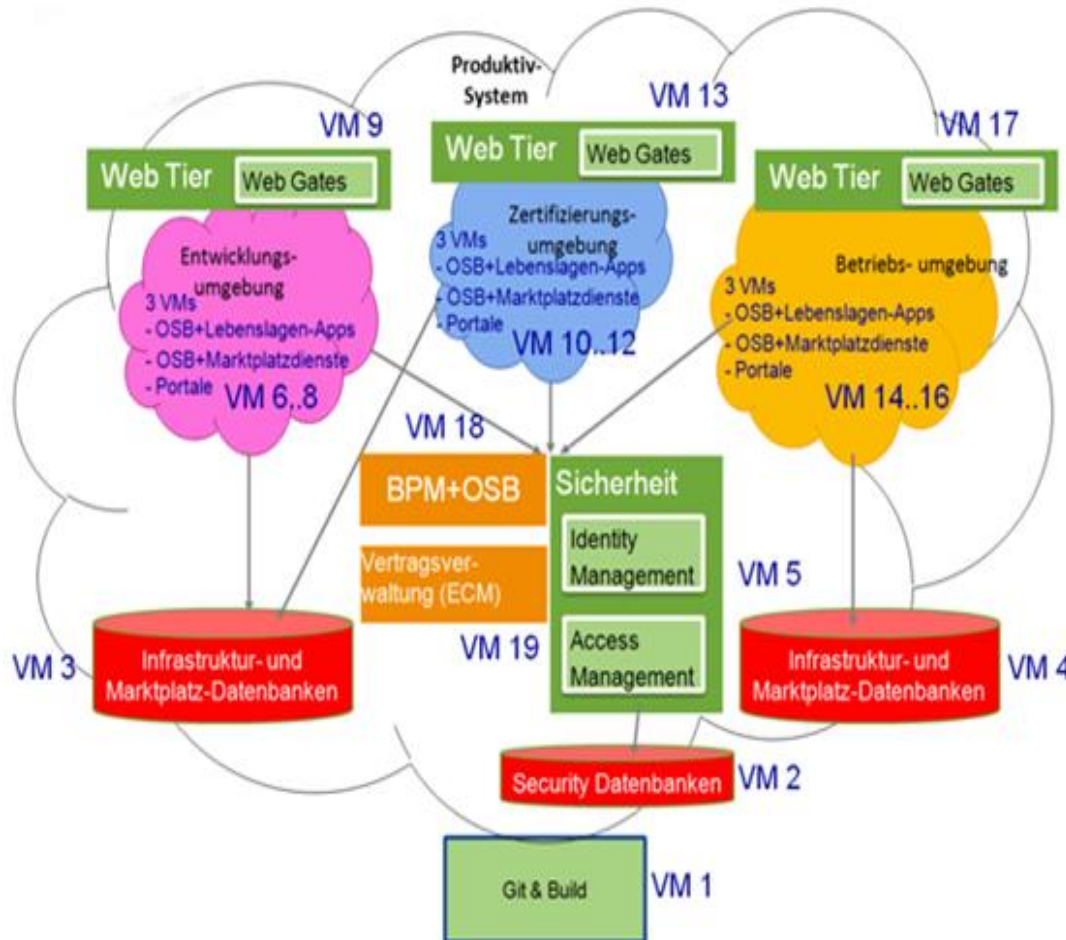 Produktiv-
System
VM 9
VM 13
VM 17
Web Tier
Web Gates
Web Tier
Web Gates
Web Tier
Web Gates
Entwicklungs-
umgebung
3 VMs
- OSB+Lebenslagen-Apps
- OSB+Marktplatzdienste
- Portale
VM 6..8
Zertifizierungs-
umgebung
3 VMs
- OSB+Lebenslagen-Apps
- OSB+Marktplatzdienste
- Portale
VM 10..12
Betriebs- umgebung
3 VMs
- OSB+Lebenslagen-Apps
- OSB+Marktplatzdienste
- Portale
VM 14..16
VM 18
BPM+OSB
Vertragsver-
waltung (ECM)
VM 19
Sicherheit
Identity
Management
Access
Management
VM 5
VM 3
Infrastruktur- und
Marktplatz-Datenbanken
Infrastruktur- und
Marktplatz-Datenbanken
VM 4
Security Datenbanken
VM 2
Git & Build
VM 1